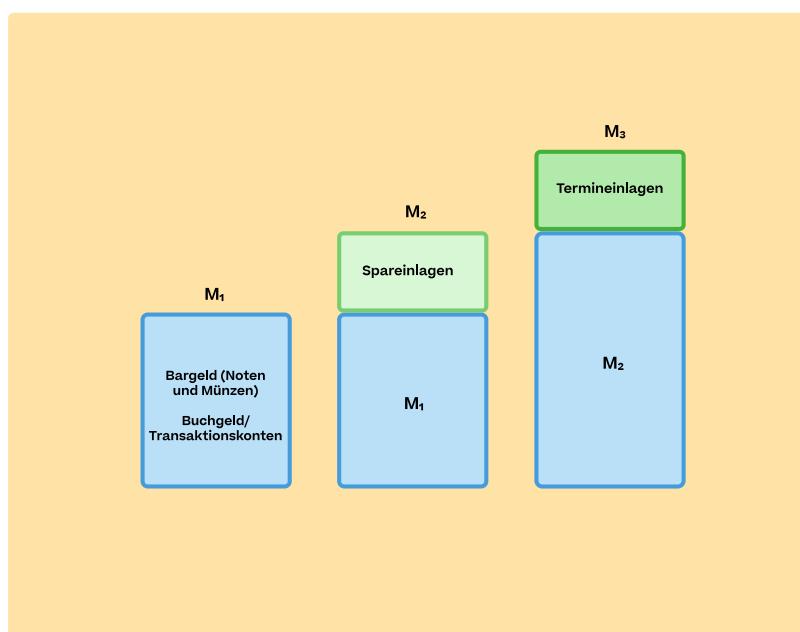 M₃
Termineinlagen
M₂
Spareinlagen
M₁
Bargeld (Noten
und Münzen)
Buchgeld/
Transaktionskonten
M₁
M₂